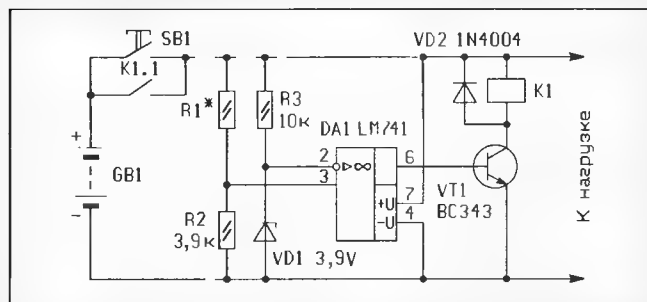 SB1
K1.1
VD2 1N4004
R1*
R3
10к
DA1 LM741
K1
+
GB1
-
2
3
▷∞
6
+U
7
-U
4
VT1
BC343
R2
3,9к
VD1 3,9V
К нагрузке